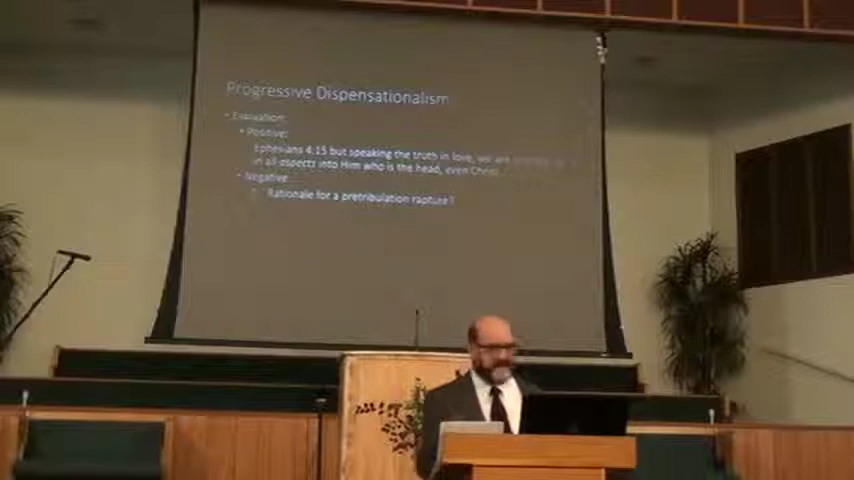 Progressive Dispensationalism
• Evaluation:
• Positive:
Ephesians 4:15 but speaking the truth in love, we are
in all aspects into Him who is the head, even Christ
• Negative
Rationale for a pretribulation rapture?